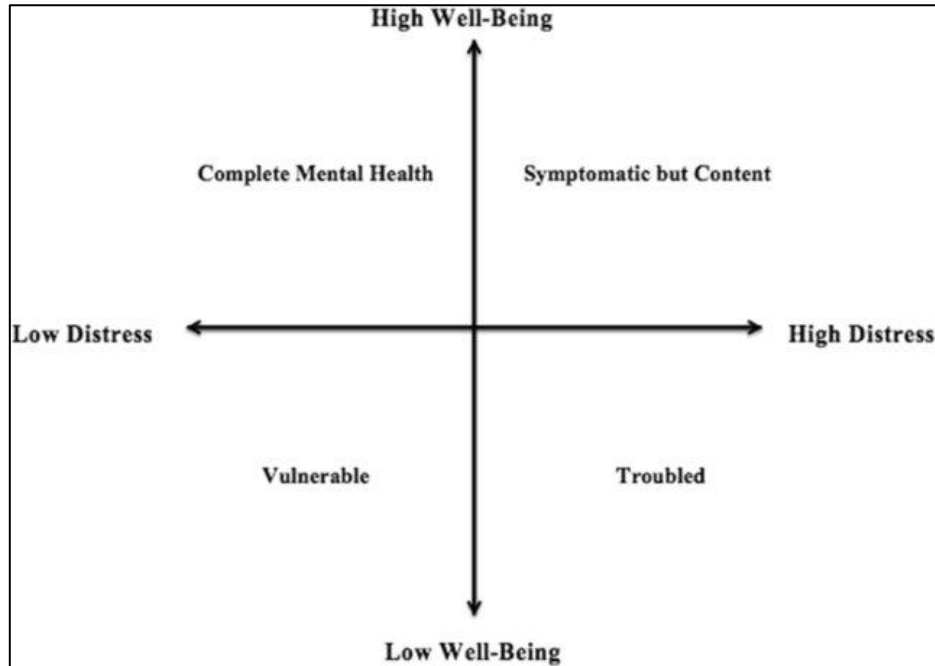 High Well-Being
Complete Mental Health
Symptomatic but Content
Low Distress
High Distress
Vulnerable
Troubled
Low Well-Being